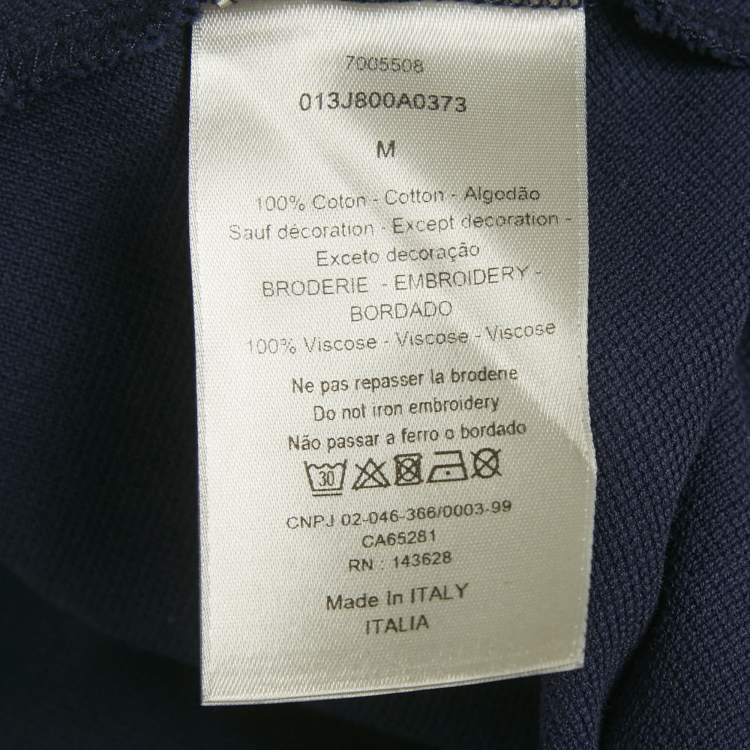 7005508
013J800A0373
M
100% Coton - Cotton - Algodão
Sauf décoration - Except decoration -
Exceto decoração
BRODERIE - EMBROIDERY -
BORDADO
100% Viscose - Viscose - Viscose
Ne pas repasser la broderie
Do not iron embroidery
Não passar a ferro o bordado
30
CNPJ 02-046-366/0003-99
CA65281
RN : 143628
Made In ITALY
ITALIA